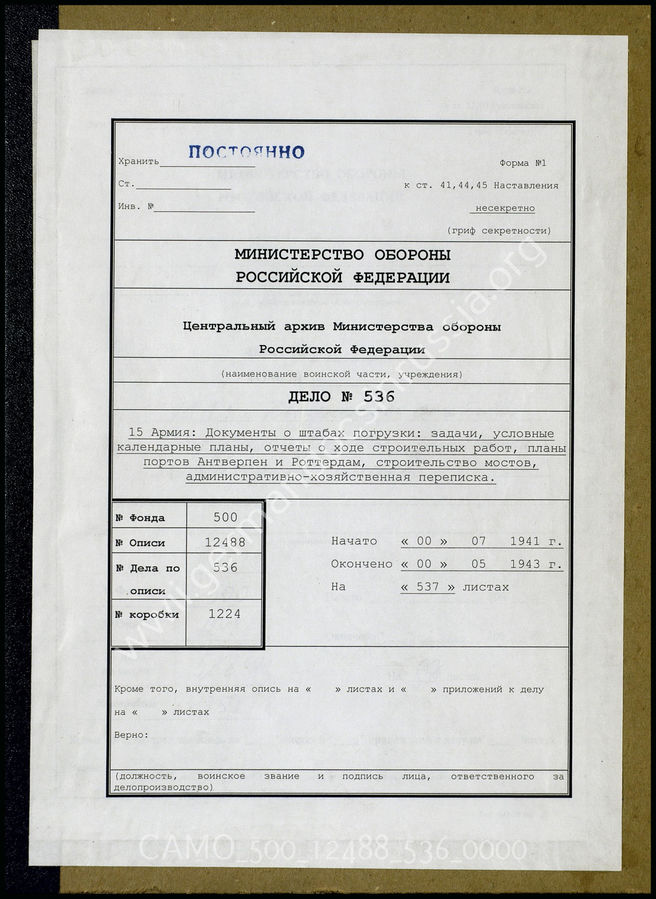 Хранить ПОСТОЯННО
Форма №1
Ст.
к ст. 41,44,45 Наставления
Инв. №
несекретно
(гриф секретности)
МИНИСТЕРСТВО ОБОРОНЫ
РОССИЙСКОЙ ФЕДЕРАЦИИ
Центральный архив Министерства обороны
Российской Федерации
(наименование воинской части, учреждения)
ДЕЛО № 536
15 Армия: Документы о штабах погрузки: задачи, условные
календарные планы, отчеты о ходе строительных работ, планы
портов Антверпен и Роттердам, строительство мостов,
административно-хозяйственная переписка.
№ Фонда 500
№ Описи 12488
№ Дела по описи 536
№ коробки 1224
Начато « 00 » 07 1941 г.
Окончено « 00 » 05 1943 г.
На « 537 » листах
Кроме того, внутренняя опись на « » листах и « » приложений к делу
на « » листах
Верно:
(должность, воинское звание и подпись лица, ответственного за
делопроизводство)
CAMO_500_12488_536_0000